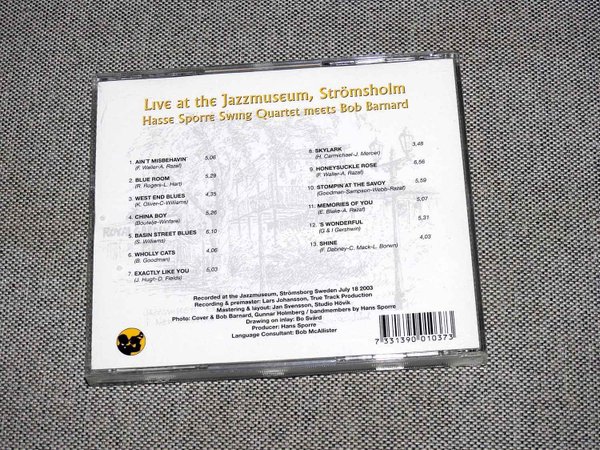 Live at the Jazzmuseum, Strömsholm
Hasse Sporre Swing Quartet meets Bob Barnard
1. AIN'T MISBEHAVIN' 5,06
(F. Waller-A. Razaf)
2. BLUE ROOM 5,29
(R. Rogers-L. Hart)
3. WEST END BLUES 4,35
(K. Oliver-C-Williams)
4. CHINA BOY 5,26
(Boutelje-Winfare)
5. BASIN STREET BLUES 6,10
(S. Williams)
6. WHOLLY CATS 4,06
(B. Goodman)
7. EXACTLY LIKE YOU 5,03
(J. Hugh-D. Fields)
8. SKYLARK 3,48
(H. Carmichael-J. Mercer)
9. HONEYSUCKLE ROSE 6,56
(F. Waller-A. Razaf)
10. STOMPIN AT THE SAVOY 5,59
(Goodman-Sampson-Webb-Razaf)
11. MEMORIES OF YOU 5,07
(E. Blake-A. Razaf)
12. 'S WONDERFUL 5,31
(G & I Gershwin)
13. SHINE 4,03
(F. Dabney-C. Mack-L. Borwn)
Recorded at the Jazzmuseum, Strömsborg Sweden July 18 2003
Recording & premaster: Lars Johansson, True Track Production
Mastering & layout: Jan Svensson, Studio Hövik
Photo: Cover & Bob Barnard, Gunnar Holmberg / bandmembers by Hans Sporre
Drawing on inlay: Bo Svärd
Producer: Hans Sporre
Language Consultant: Bob McAllister
7 331390 010373